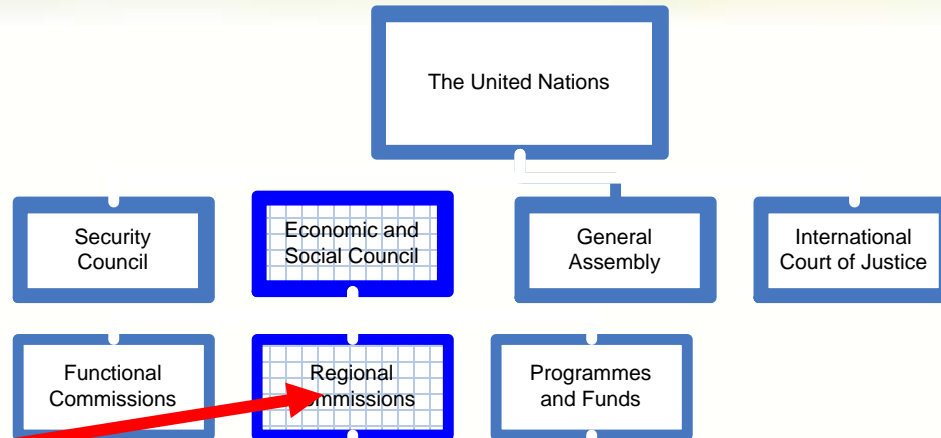 The United Nations
Security
Council
Economic and
Social Council
General
Assembly
International
Court of Justice
Functional
Commissions
Regional
Commissions
Programmes
and Funds